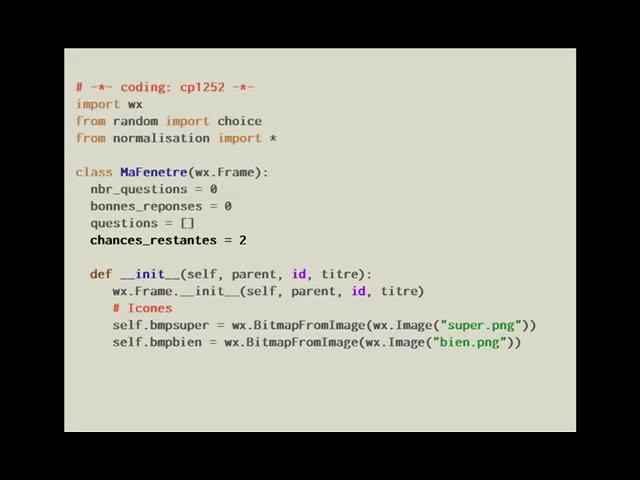 # -*- coding: cp1252 -*-
import wx
from random import choice
from normalisation import *
class MaFenetre(wx.Frame):
nbr_questions = 0
bonnes_reponses = 0
questions = []
chances_restantes = 2
def __init__(self, parent, id, titre):
wx.Frame.__init__(self, parent, id, titre)
# Icones
self.bmpsuper = wx.BitmapFromImage(wx.Image("super.png"))
self.bmpbien = wx.BitmapFromImage(wx.Image("bien.png"))